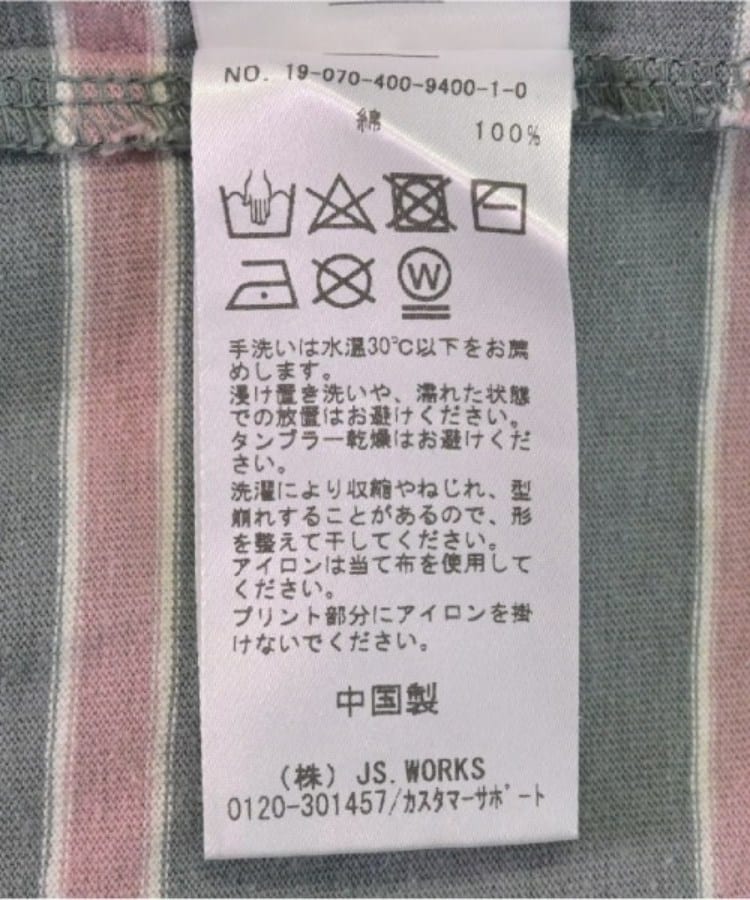 NO. 19-070-400-9400-1-0
綿 100%
W
手洗いは水温30℃以下をお薦
めします。
浸け置き洗いや、濡れた状態
での放置はお避けください。
タンブラー乾燥はお避けくだ
さい。
洗濯により収縮やねじれ、型
崩れすることがあるので、形
を整えて干してください。
アイロンは当て布を使用して
ください。
プリント部分にアイロンを掛
けないでください。
中国製
(株) JS.WORKS
0120-301457/カスタマーサポート